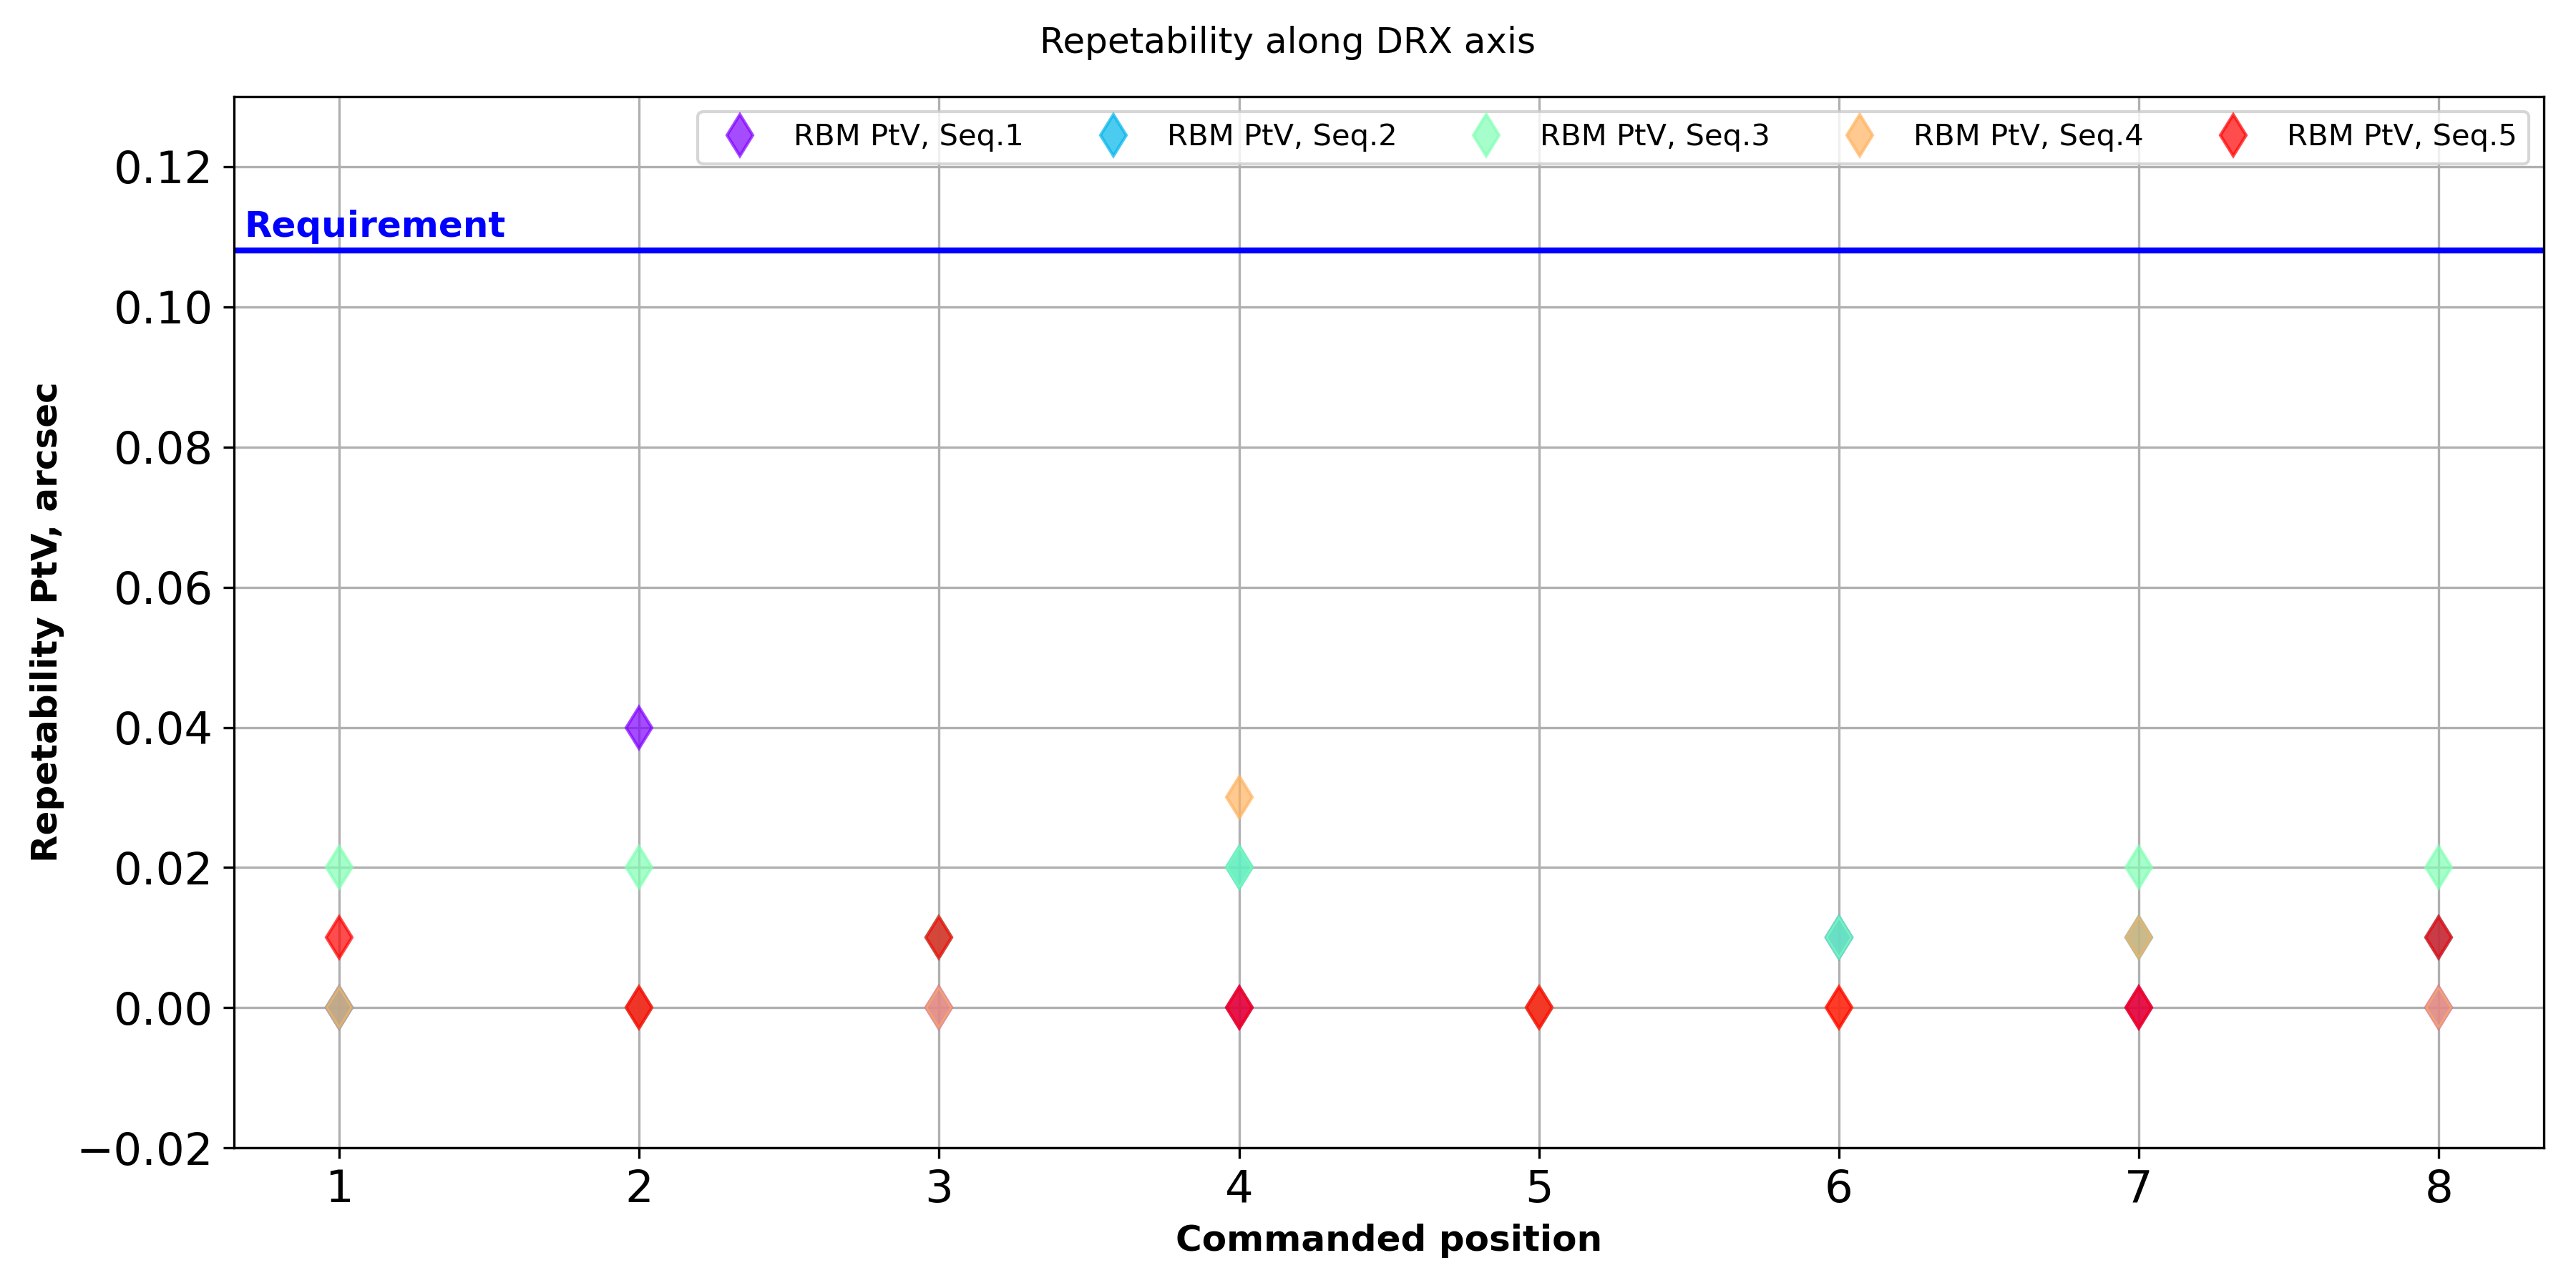 Repetability along DRX axis
RBM PtV, Seq.1 RBM PtV, Seq.2 RBM PtV, Seq.3 RBM PtV, Seq.4 RBM PtV, Seq.5
0.12
Requirement
0.10
0.08
0.06
0.04
0.02
0.00
−0.02
Repetability PtV, arcsec
1 2 3 4 5 6 7 8
Commanded position